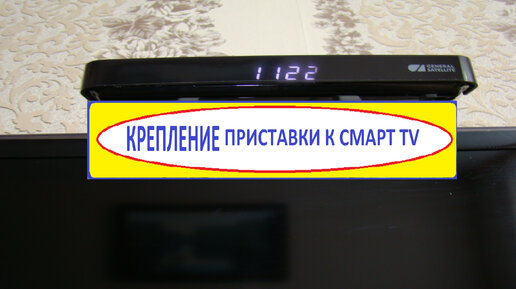 1122
GENERAL
SATELLITE
КРЕПЛЕНИЕ ПРИСТАВКИ К СМАРТ TV